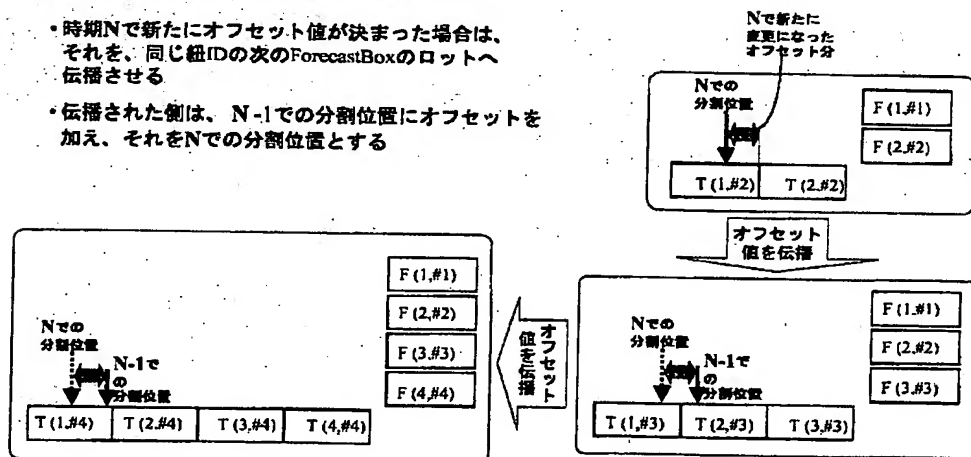 ・時期Nで新たにオフセット値が決まった場合は、
それを、同じ紐IDの次のForecastBoxのロットへ
伝播させる
・伝播された側は、N-1での分割位置にオフセットを
加え、それをNでの分割位置とする
Nで新たに
変更になった
オフセット分
Nでの
分割位置
F (1,#1)
F (2,#2)
T (1,#2)
T (2,#2)
オフセット
値を伝播
F (1,#1)
F (2,#2)
F (3,#3)
Nでの
分割位置
N-1で
の
分割位置
T (1,#3)
T (2,#3)
T (3,#3)
オフセット
値を伝播
F (1,#1)
F (2,#2)
F (3,#3)
F (4,#4)
Nでの
分割位置
N-1で
の
分割位置
T (1,#4)
T (2,#4)
T (3,#4)
T (4,#4)